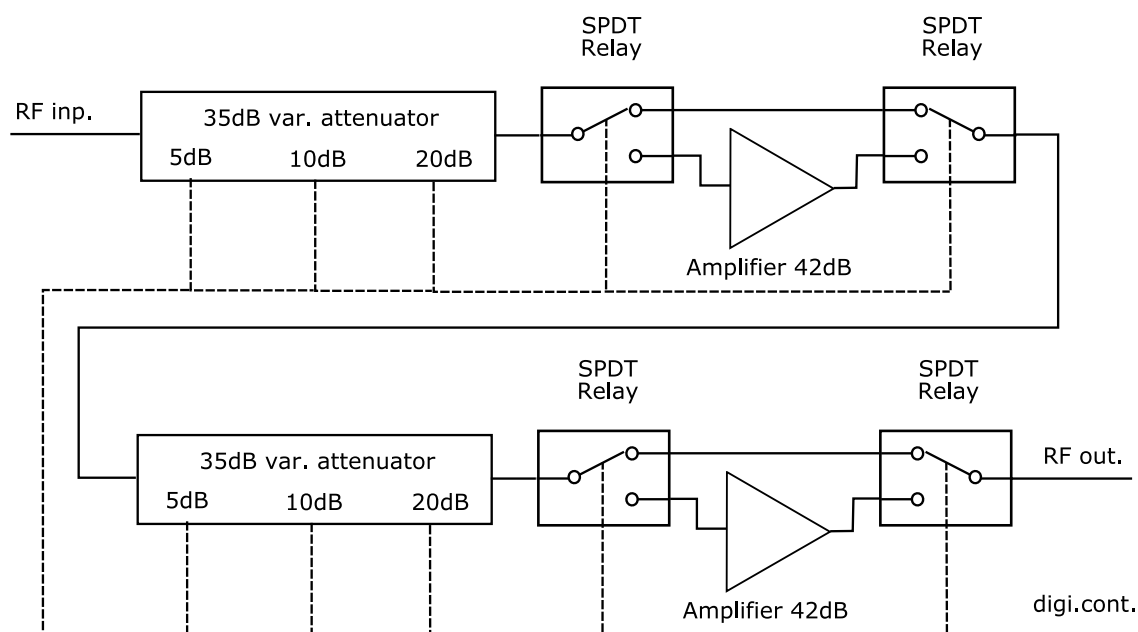 SPDT
Relay
SPDT
Relay
RF inp.
35dB var. attenuator
5dB 10dB 20dB
Amplifier 42dB
SPDT
Relay
SPDT
Relay
35dB var. attenuator
5dB 10dB 20dB
RF out.
Amplifier 42dB
digi.cont.